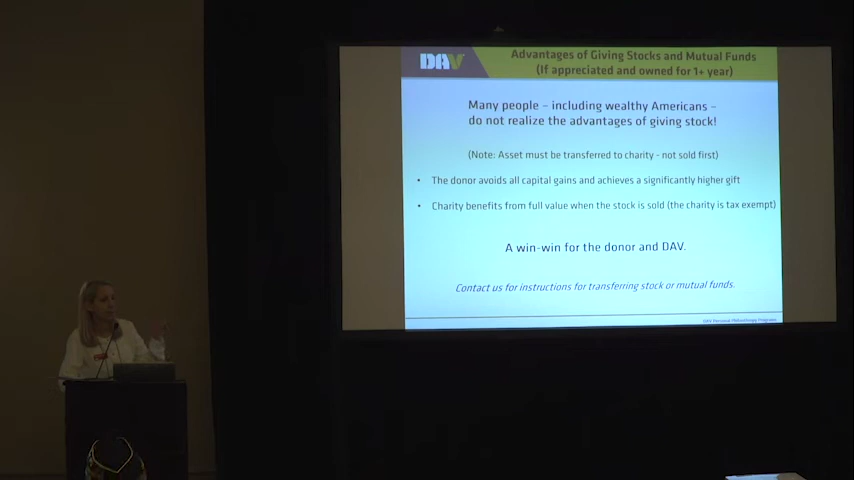 DAV
Advantages of Giving Stocks and Mutual Funds
(If appreciated and owned for 1+ year)
Many people – including wealthy Americans –
do not realize the advantages of giving stock!
(Note: Asset must be transferred to charity - not sold first)
• The donor avoids all capital gains and achieves a significantly higher gift
• Charity benefits from full value when the stock is sold (the charity is tax exempt)
A win-win for the donor and DAV.
Contact us for instructions for transferring stock or mutual funds.
DAV Personal Philanthropy Programs